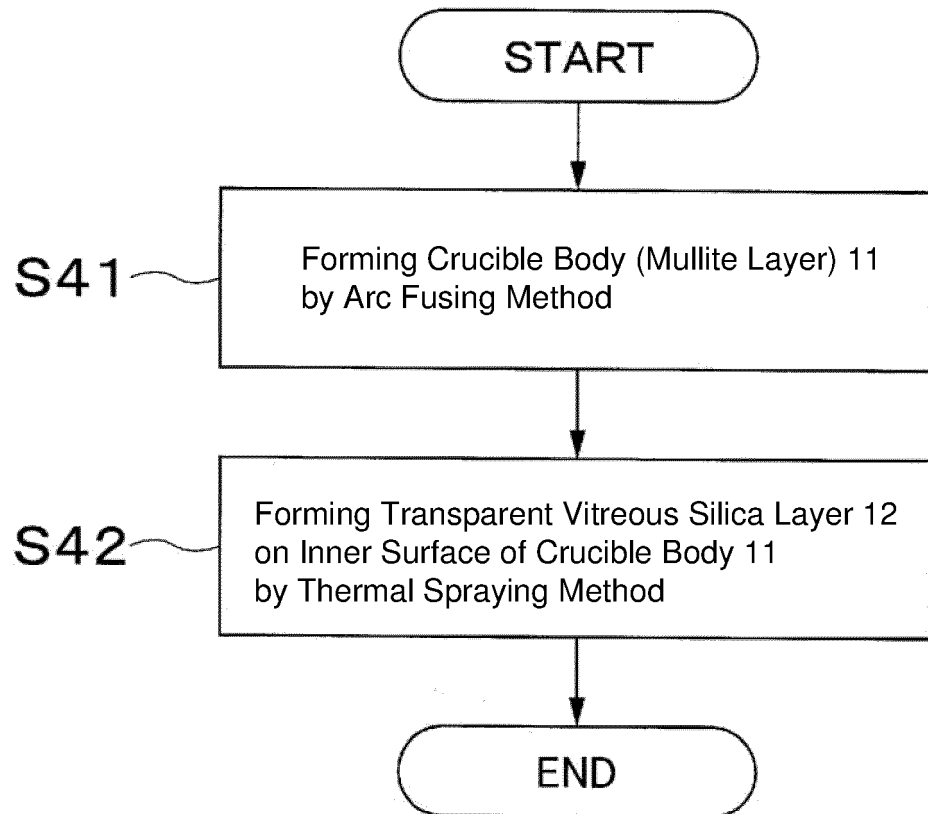 START
S41
Forming Crucible Body (Mullite Layer) 11
by Arc Fusing Method
S42
Forming Transparent Vitreous Silica Layer 12
on Inner Surface of Crucible Body 11
by Thermal Spraying Method
END